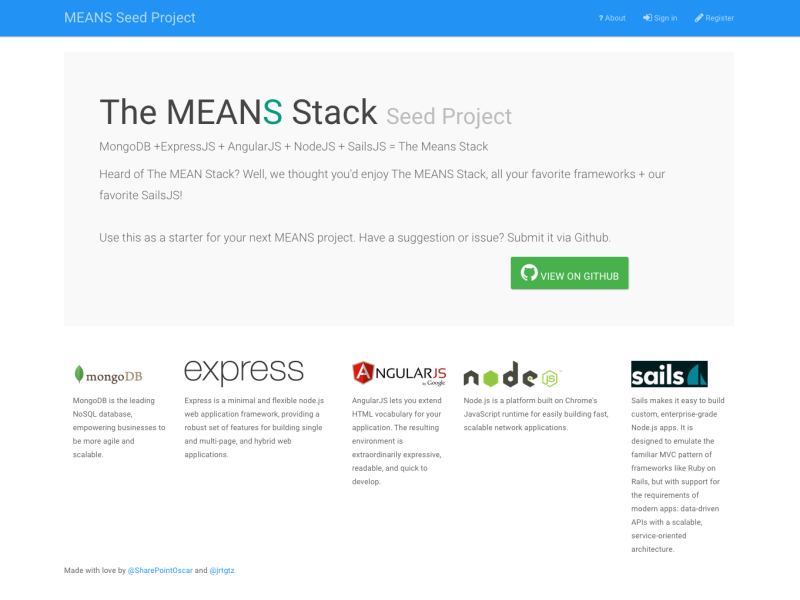 MEANS Seed Project
? About
Sign in
Register
The MEANS Stack Seed Project
MongoDB +ExpressJS + AngularJS + NodeJS + SailsJS = The Means Stack
Heard of The MEAN Stack? Well, we thought you'd enjoy The MEANS Stack, all your favorite frameworks + our
favorite SailsJS!
Use this as a starter for your next MEANS project. Have a suggestion or issue? Submit it via Github.
VIEW ON GITHUB
mongoDB
MongoDB is the leading
NoSQL database,
empowering businesses to
be more agile and
scalable.
express
Express is a minimal and flexible node.js
web application framework, providing a
robust set of features for building single
and multi-page, and hybrid web
applications.
ANGULARJS
by Google
AngularJS lets you extend
HTML vocabulary for your
application. The resulting
environment is
extraordinarily expressive,
readable, and quick to
develop.
node JS
Node.js is a platform built on Chrome's
JavaScript runtime for easily building fast,
scalable network applications.
sails
Sails makes it easy to build
custom, enterprise-grade
Node.js apps. It is
designed to emulate the
familiar MVC pattern of
frameworks like Ruby on
Rails, but with support for
the requirements of
modern apps: data-driven
APIs with a scalable,
service-oriented
architecture.
Made with love by @SharePointOscar and @jrtgtz